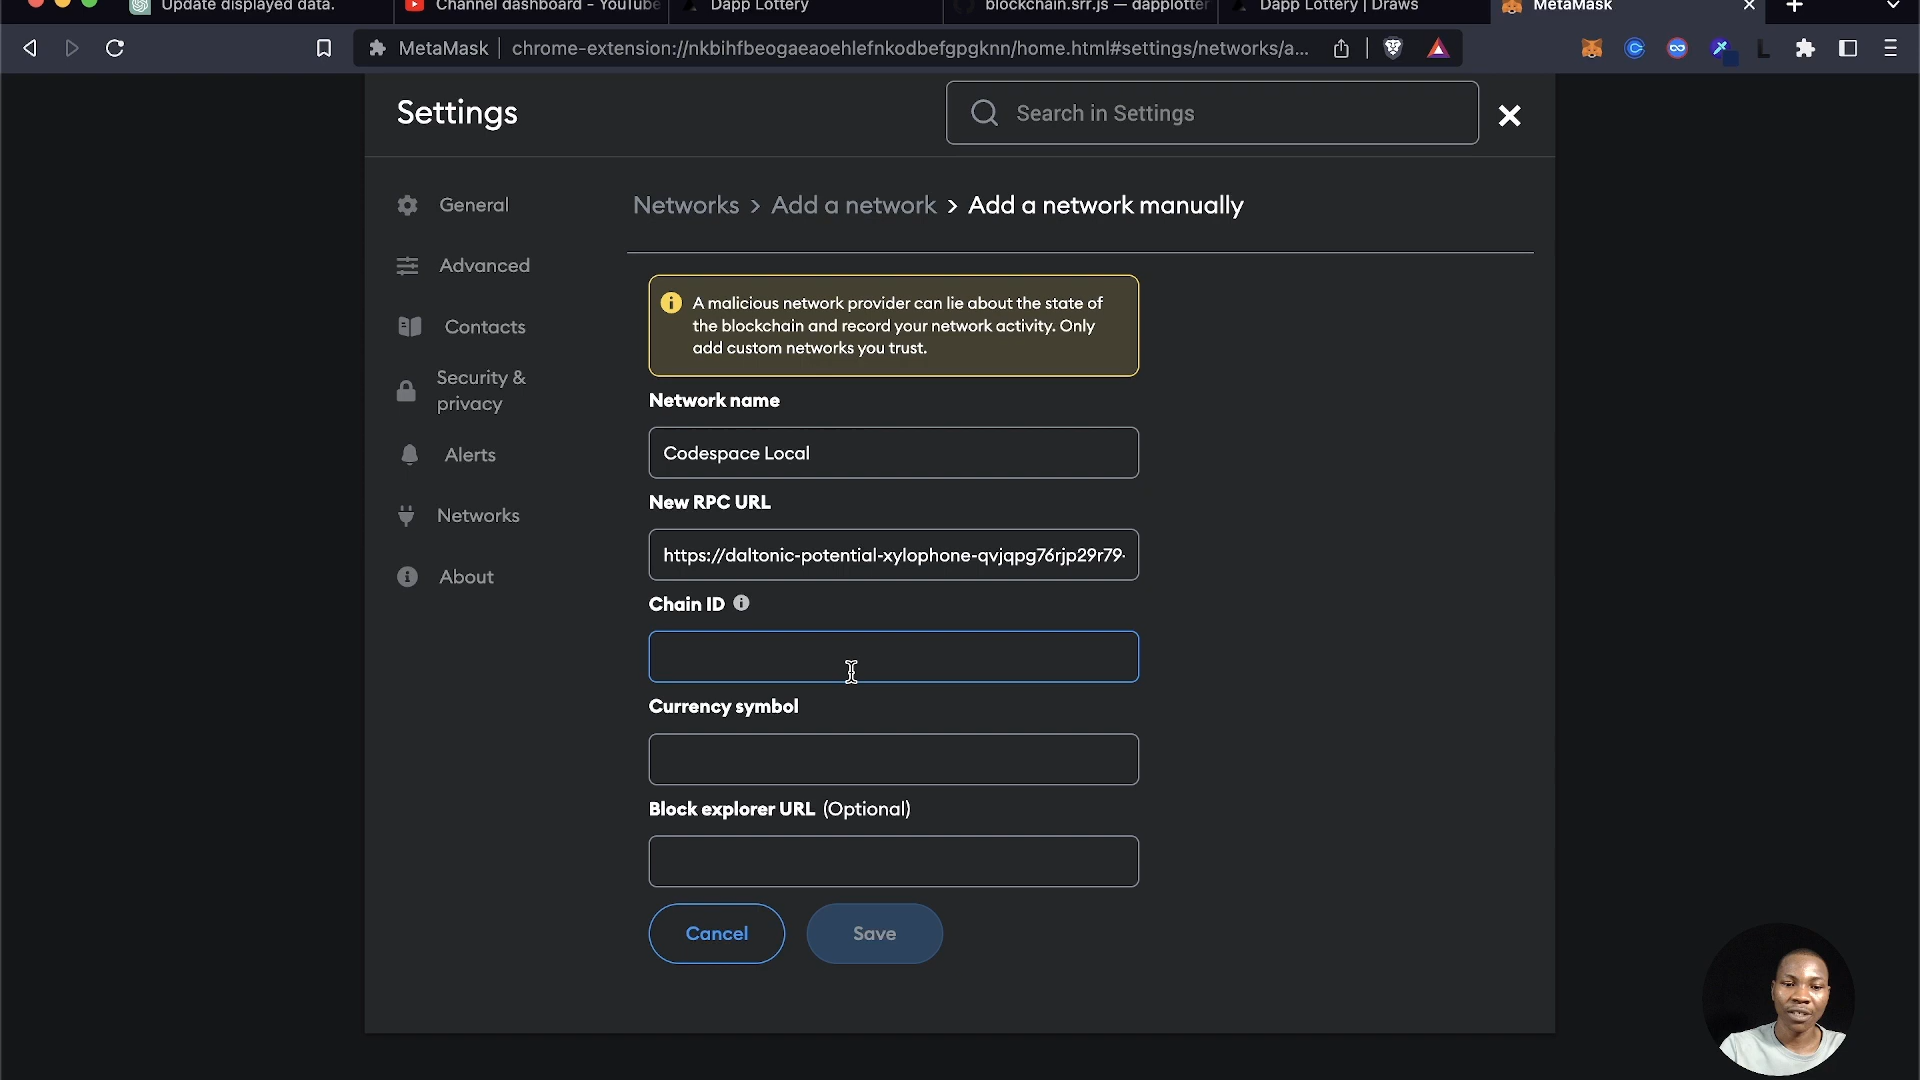 Update displayed data.
Channel dashboard - YouTube
Dapp Lottery
blockchain.srr.js — dapplotter
Dapp Lottery | Draws
MetaMask
MetaMask
chrome-extension://nkbihfbeogaeaoehlefnkodbefgpgknn/home.html#settings/networks/a...
Settings
Search in Settings
General
Advanced
Contacts
Security &
privacy
Alerts
Networks
About
Networks > Add a network > Add a network manually
A malicious network provider can lie about the state of
the blockchain and record your network activity. Only
add custom networks you trust.
Network name
Codespace Local
New RPC URL
https://daltonic-potential-xylophone-qvjqpg76rjp29r79-
Chain ID
Currency symbol
Block explorer URL (Optional)
Cancel
Save